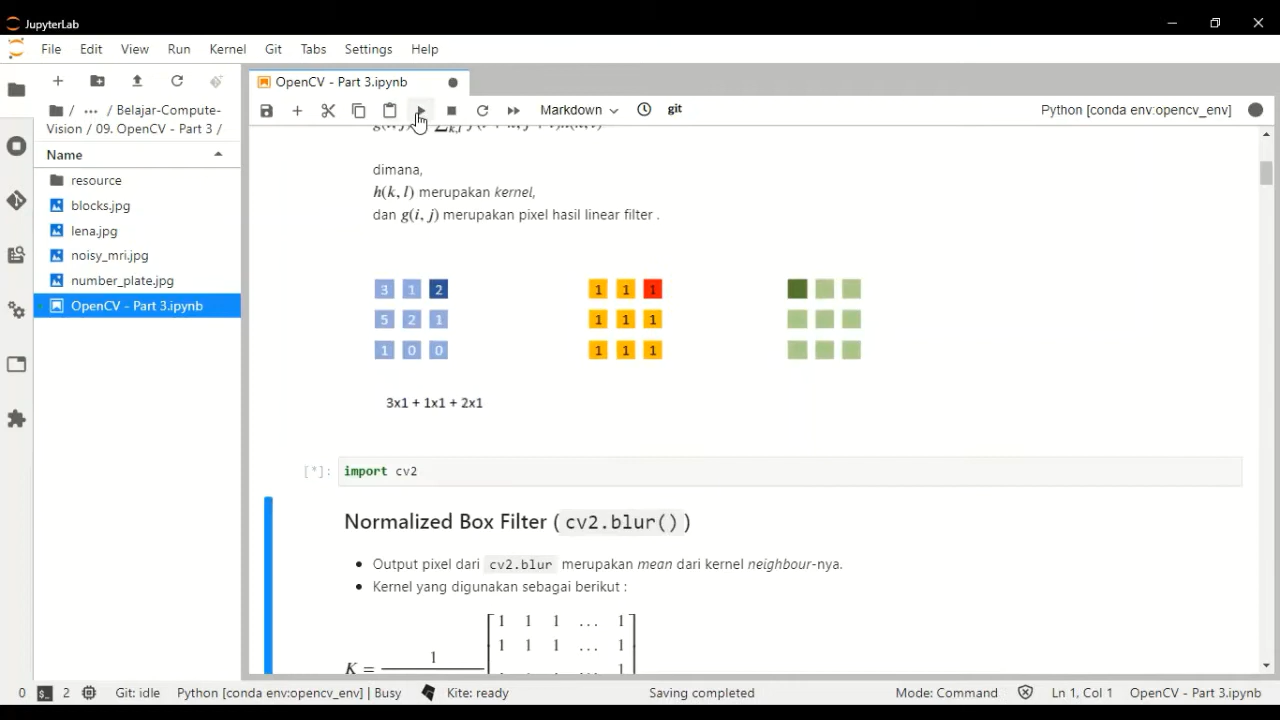 JupyterLab
File Edit View Run Kernel Git Tabs Settings Help
OpenCV - Part 3.ipynb
/ ... / Belajar-Compute-
Vision / 09. OpenCV - Part 3 /
Markdown git Python [conda env:opencv_env]
Name
resource
blocks.jpg
lena.jpg
noisy_mri.jpg
number_plate.jpg
OpenCV - Part 3.ipynb
dimana,
h(k, l) merupakan kernel,
dan g(i, j) merupakan pixel hasil linear filter .
3 1 2 1 1 1
5 2 1 1 1 1
1 0 0 1 1 1
3x1 + 1x1 + 2x1
[*]: import cv2
Normalized Box Filter ( cv2.blur() )
• Output pixel dari cv2.blur merupakan mean dari kernel neighbour-nya.
• Kernel yang digunakan sebagai berikut :
1 1 1 ... 1
1 1 1 ... 1
K = 1
1
0 2 Git: idle Python [conda env:opencv_env] | Busy Kite: ready Saving completed Mode: Command Ln 1, Col 1 OpenCV - Part 3.ipynb